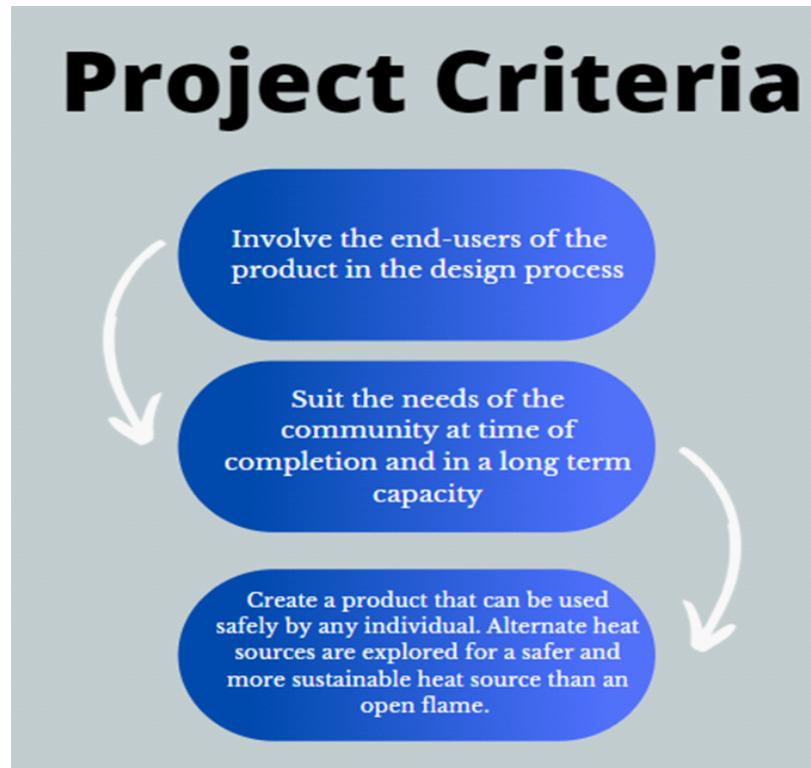 Project Criteria
Involve the end-users of the
product in the design process
Suit the needs of the
community at time of
completion and in a long term
capacity
Create a product that can be used
safely by any individual. Alternate heat
sources are explored for a safer and
more sustainable heat source than an
open flame.